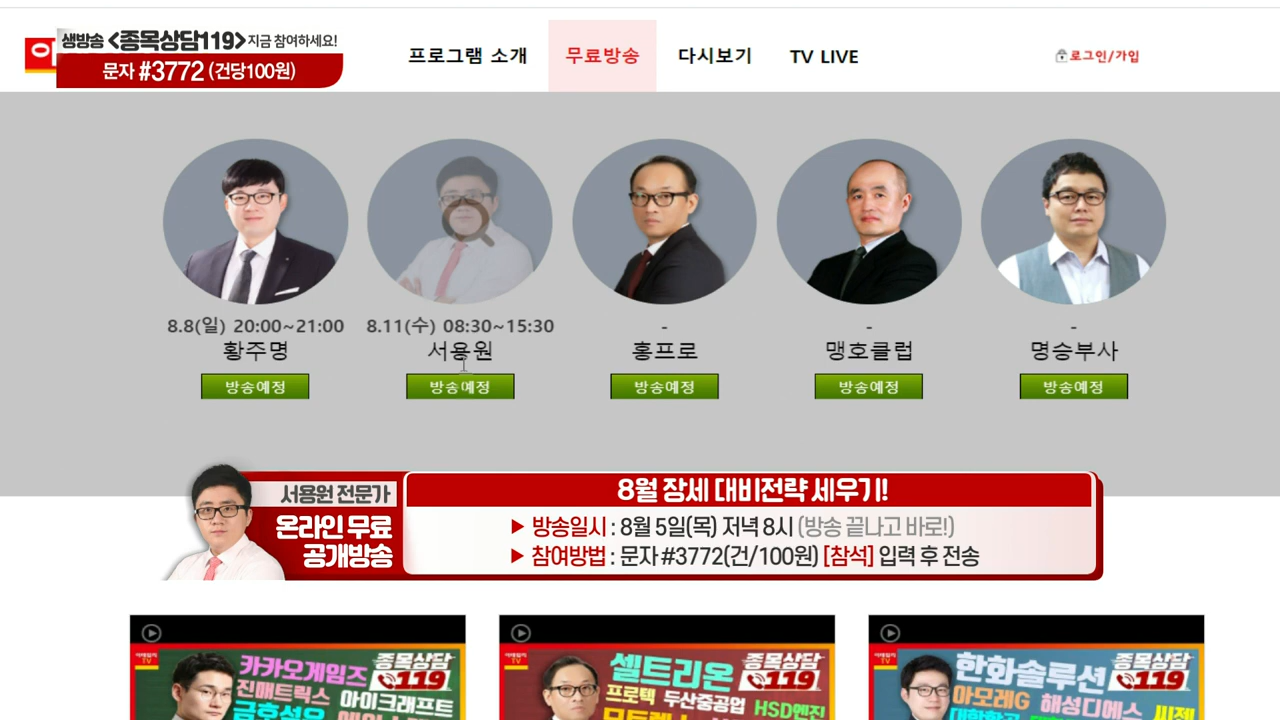 생방송 <종목상담119> 지금 참여하세요!
문자 #3772 (건당100원)
프로그램 소개
무료방송
다시보기
TV LIVE
로그인/가입
8.8(일) 20:00~21:00
황주명
방송예정
8.11(수) 08:30~15:30
서용원
방송예정
-
홍프로
방송예정
-
맹호클럽
방송예정
-
명승부사
방송예정
서용원 전문가
온라인 무료
공개방송
8월 장세 대비전략 세우기!
▶ 방송일시 : 8월 5일(목) 저녁 8시 (방송 끝나고 바로!)
▶ 참여방법 : 문자 #3772(건/100원) [참석] 입력 후 전송
카카오게임즈
진매트릭스 아이크래프트
종목상담
119
셀트리온
프로텍 두산중공업
HSD엔진
종목상담
119
한화솔루션
아모레G 해성디에스
종목상담
119